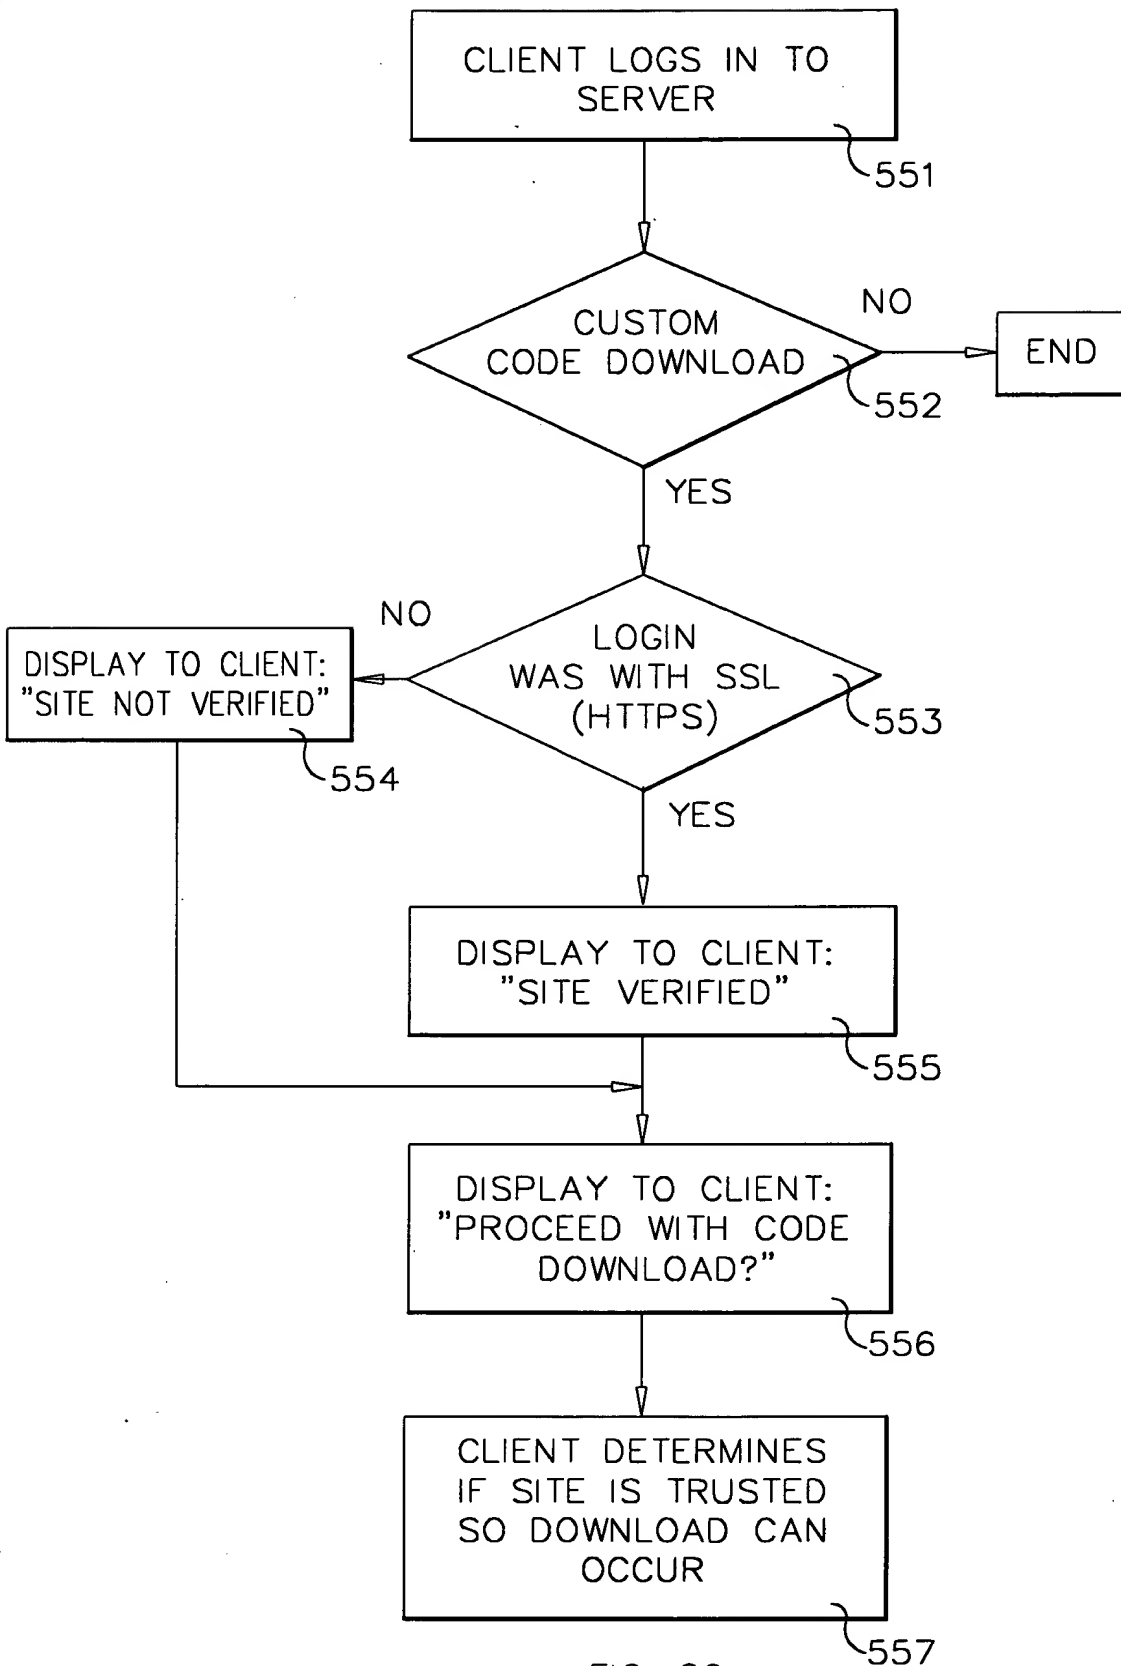 CLIENT LOGS IN TO
SERVER
551
CUSTOM
CODE DOWNLOAD
552
NO
END
YES
LOGIN
WAS WITH SSL
(HTTPS)
553
NO
DISPLAY TO CLIENT:
"SITE NOT VERIFIED"
554
YES
DISPLAY TO CLIENT:
"SITE VERIFIED"
555
DISPLAY TO CLIENT:
"PROCEED WITH CODE
DOWNLOAD?"
556
CLIENT DETERMINES
IF SITE IS TRUSTED
SO DOWNLOAD CAN
OCCUR
557